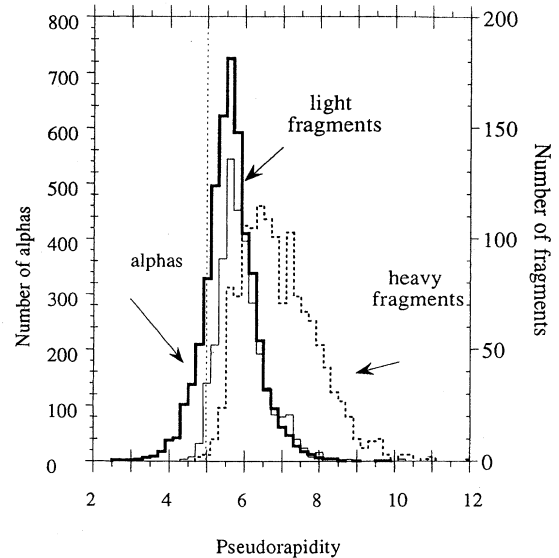 800
700
600
500
400
300
200
100
0
Number of alphas
200
150
100
50
0
Number of fragments
light
fragments
alphas
heavy
fragments
2
4
6
8
10
12
Pseudorapidity